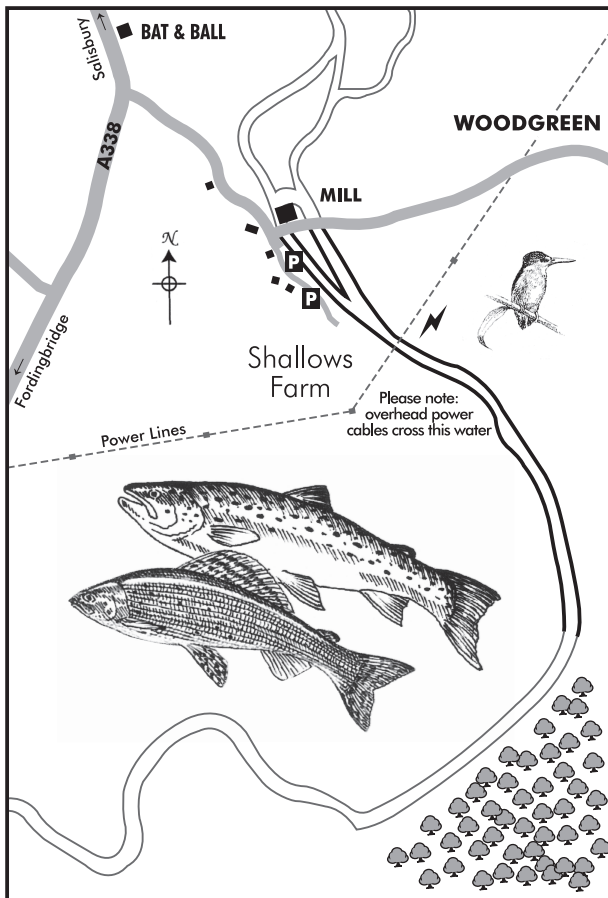 Salisbury
BAT & BALL
A338
WOODGREEN
MILL
N
P
P
Fordingbridge
Shallows
Farm
Please note:
overhead power
cables cross this water
Power Lines